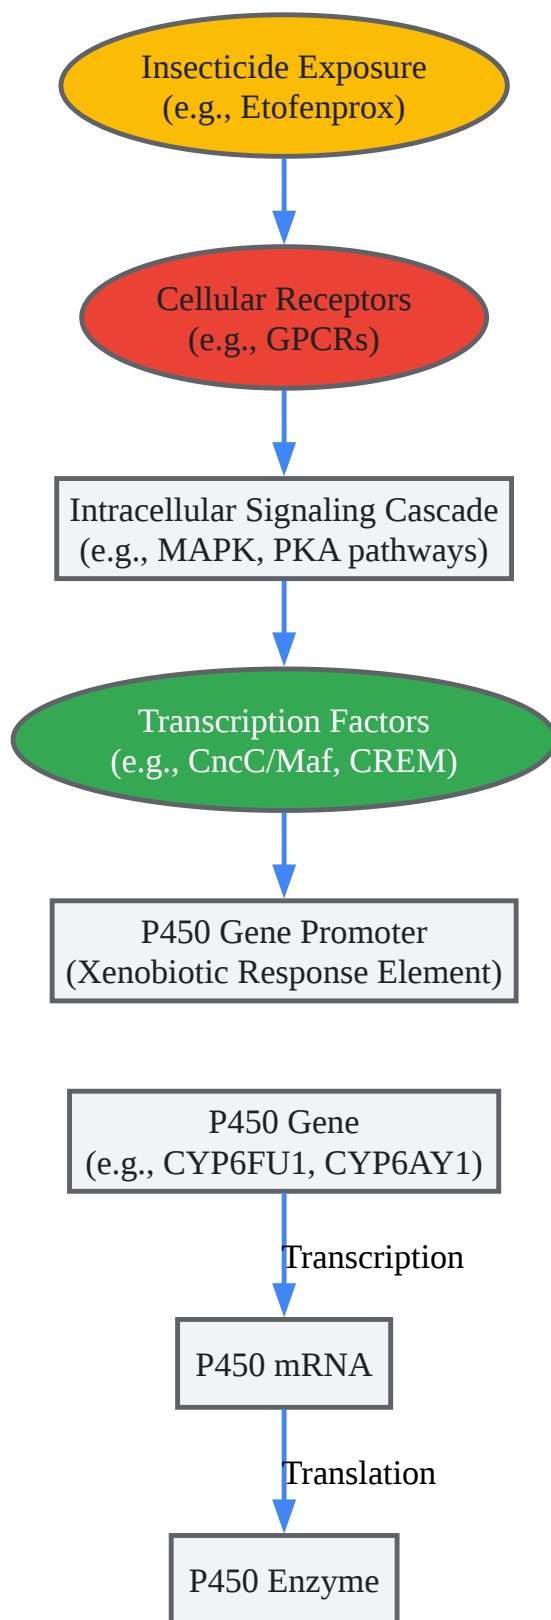 Insecticide Exposure
(e.g., Etofenprox)
Cellular Receptors
(e.g., GPCRs)
Intracellular Signaling Cascade
(e.g., MAPK, PKA pathways)
Transcription Factors
(e.g., CncC/Maf, CREM)
P450 Gene Promoter
(Xenobiotic Response Element)
P450 Gene
(e.g., CYP6FU1, CYP6AY1)
Transcription
P450 mRNA
Translation
P450 Enzyme